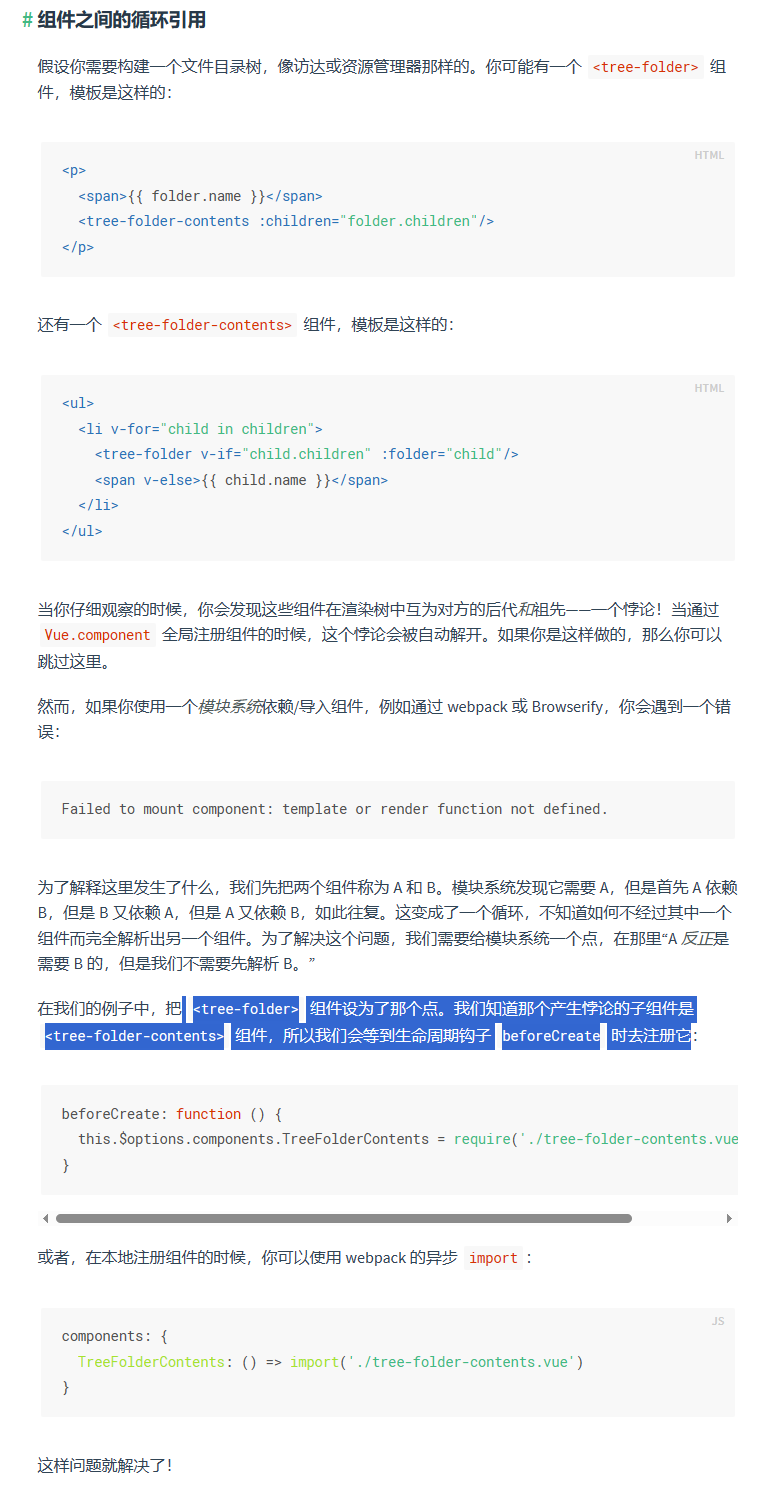 # 组件之间的循环引用
假设你需要构建一个文件目录树，像访达或资源管理器那样的。你可能有一个 <tree-folder> 组
件，模板是这样的：
HTML
<p>
  <span>{{ folder.name }}</span>
  <tree-folder-contents :children="folder.children"/>
</p>
还有一个 <tree-folder-contents> 组件，模板是这样的：
HTML
<ul>
  <li v-for="child in children">
    <tree-folder v-if="child.children" :folder="child"/>
    <span v-else>{{ child.name }}</span>
  </li>
</ul>
当你仔细观察的时候，你会发现这些组件在渲染树中互为对方的后代和祖先——一个悖论！当通过
Vue.component 全局注册组件的时候，这个悖论会被自动解开。如果你是这样做的，那么你可以
跳过这里。
然而，如果你使用一个模块系统依赖/导入组件，例如通过 webpack 或 Browserify，你会遇到一个错
误：
Failed to mount component: template or render function not defined.
为了解释这里发生了什么，我们先把两个组件称为 A 和 B。模块系统发现它需要 A，但是首先 A 依赖
B，但是 B 又依赖 A，但是 A 又依赖 B，如此往复。这变成了一个循环，不知道如何不经过其中一个
组件而完全解析出另一个组件。为了解决这个问题，我们需要给模块系统一个点，在那里“A 反正是
需要 B 的，但是我们不需要先解析 B。”
在我们的例子中，把 <tree-folder> 组件设为了那个点。我们知道那个产生悖论的子组件是
<tree-folder-contents> 组件，所以我们会等到生命周期钩子 beforeCreate 时去注册它：
beforeCreate: function () {
  this.$options.components.TreeFolderContents = require('./tree-folder-contents.vue
}
或者，在本地注册组件的时候，你可以使用 webpack 的异步 import：
JS
components: {
  TreeFolderContents: () => import('./tree-folder-contents.vue')
}
这样问题就解决了！